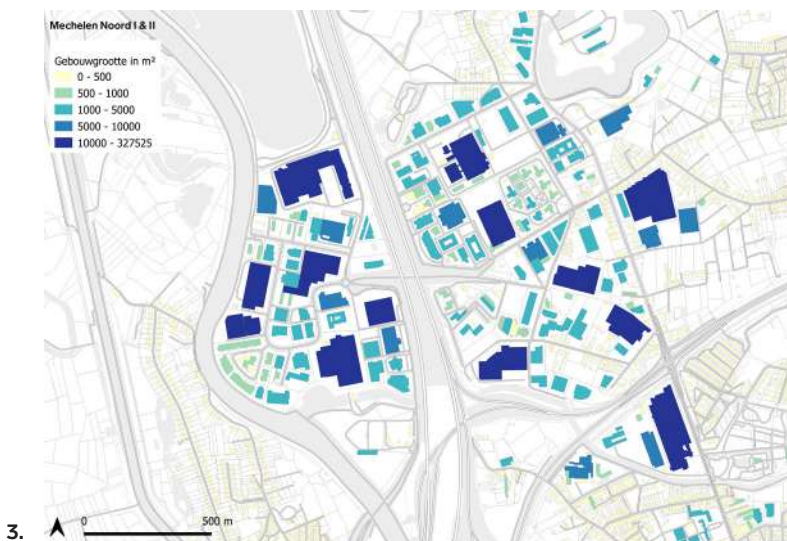 Mechelen Noord I & II
Gebouwgrootte in m²
0 - 500
500 - 1000
1000 - 5000
5000 - 10000
10000 - 327525
3.
0
500 m